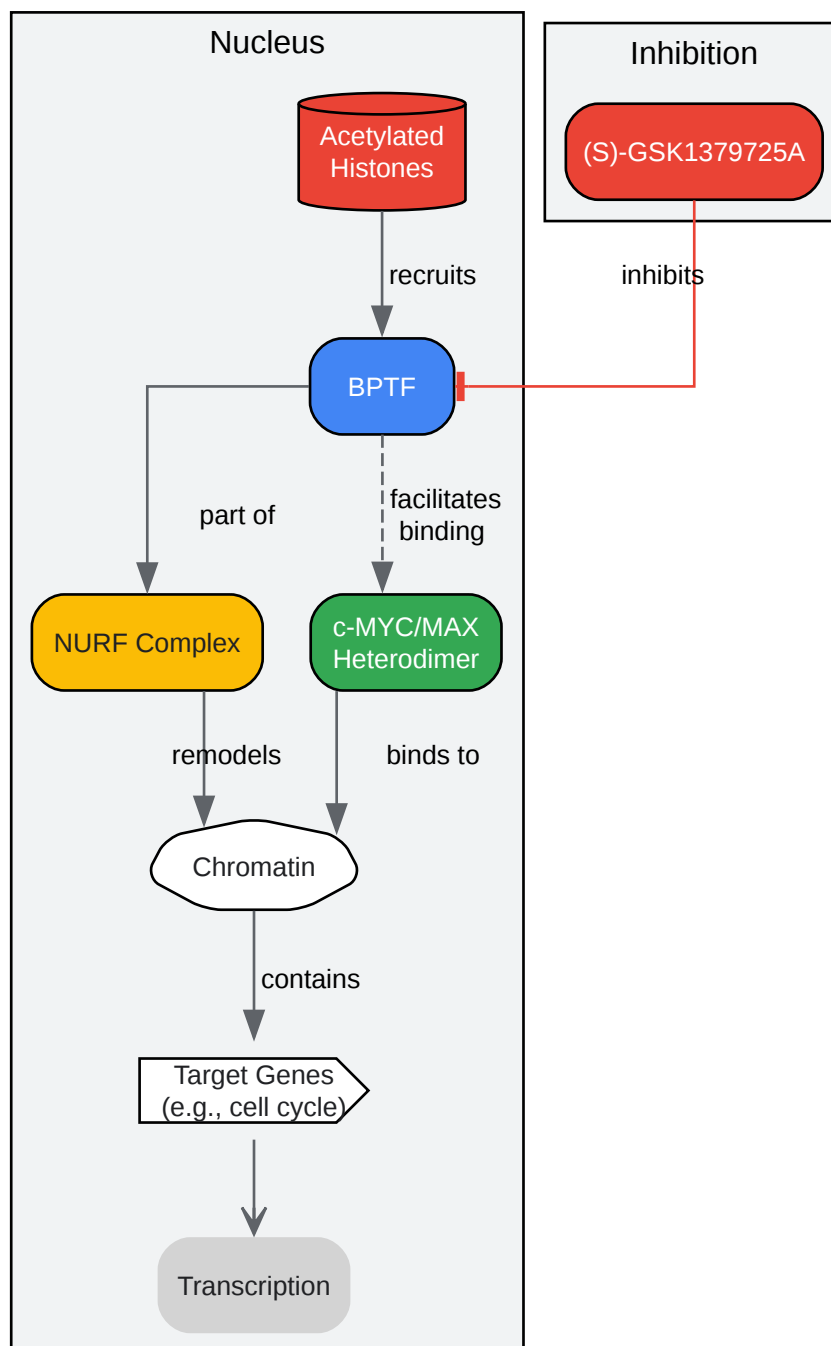 Nucleus
Inhibition
Acetylated
Histones
(S)-GSK1379725A
recruits
inhibits
BPTF
facilitates
binding
part of
NURF Complex
c-MYC/MAX
Heterodimer
remodels
binds to
Chromatin
contains
Target Genes
(e.g., cell cycle)
Transcription